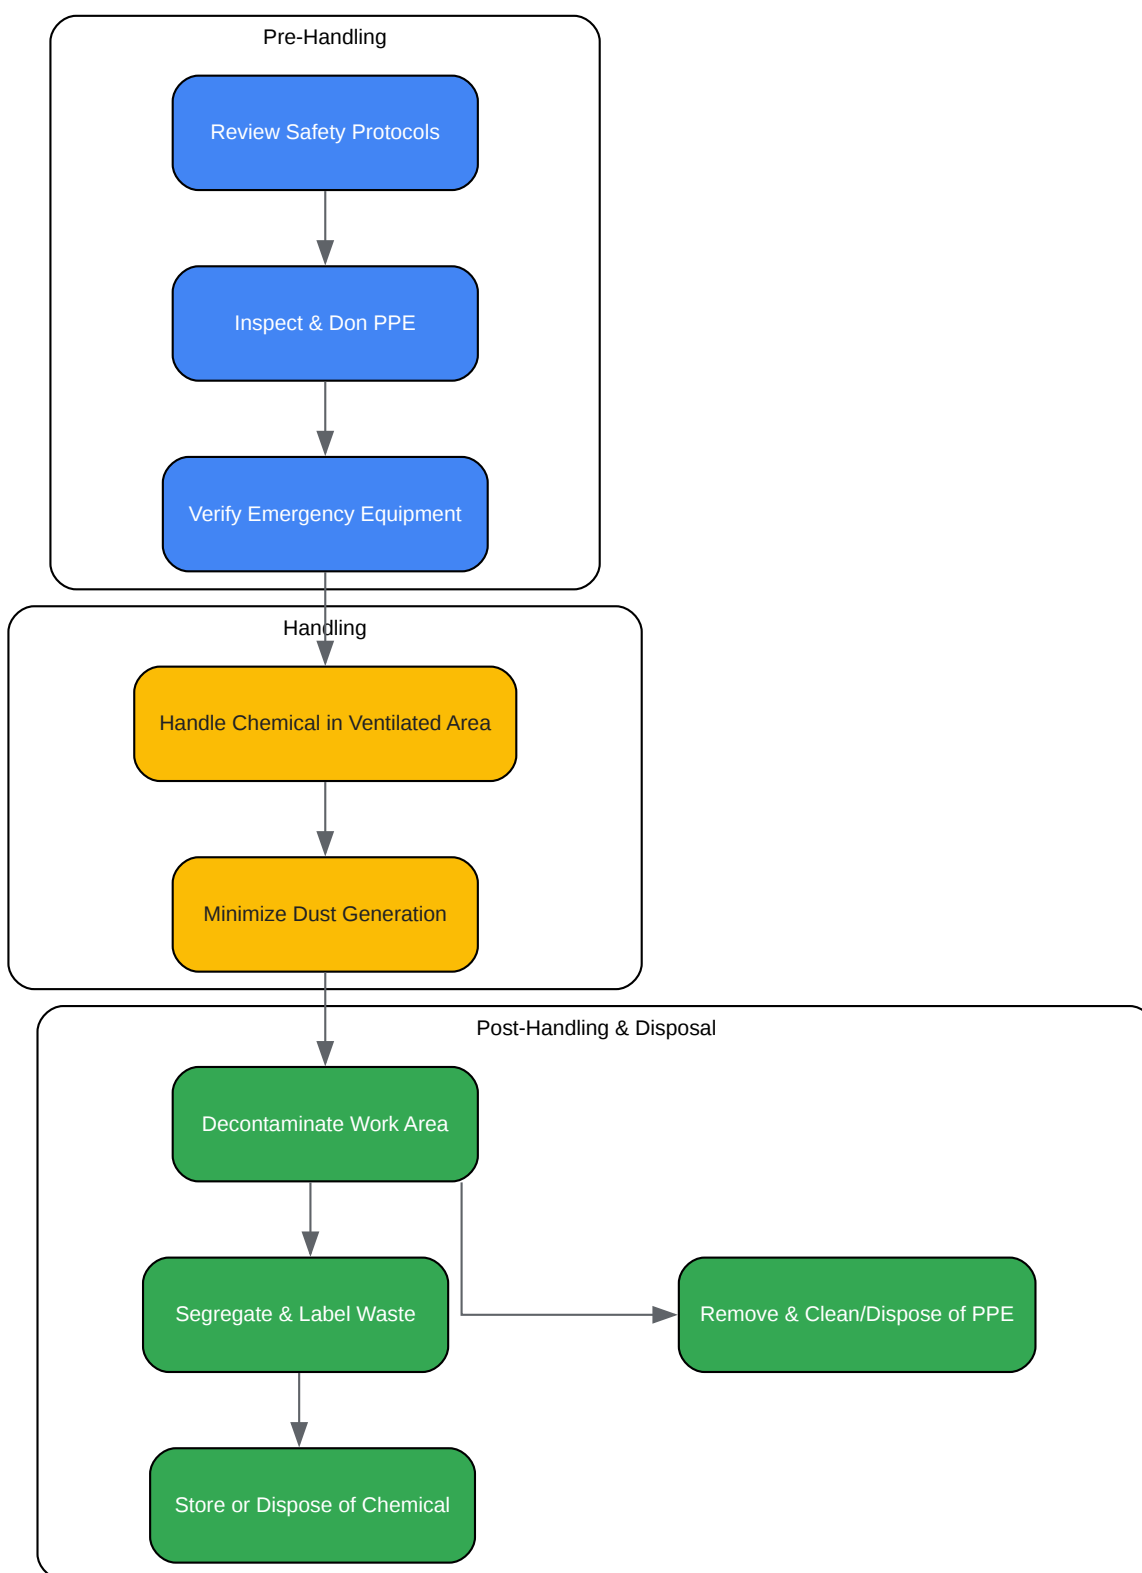 Pre-Handling
Review Safety Protocols
Inspect & Don PPE
Verify Emergency Equipment
Handling
Handle Chemical in Ventilated Area
Minimize Dust Generation
Post-Handling & Disposal
Decontaminate Work Area
Segregate & Label Waste
Remove & Clean/Dispose of PPE
Store or Dispose of Chemical